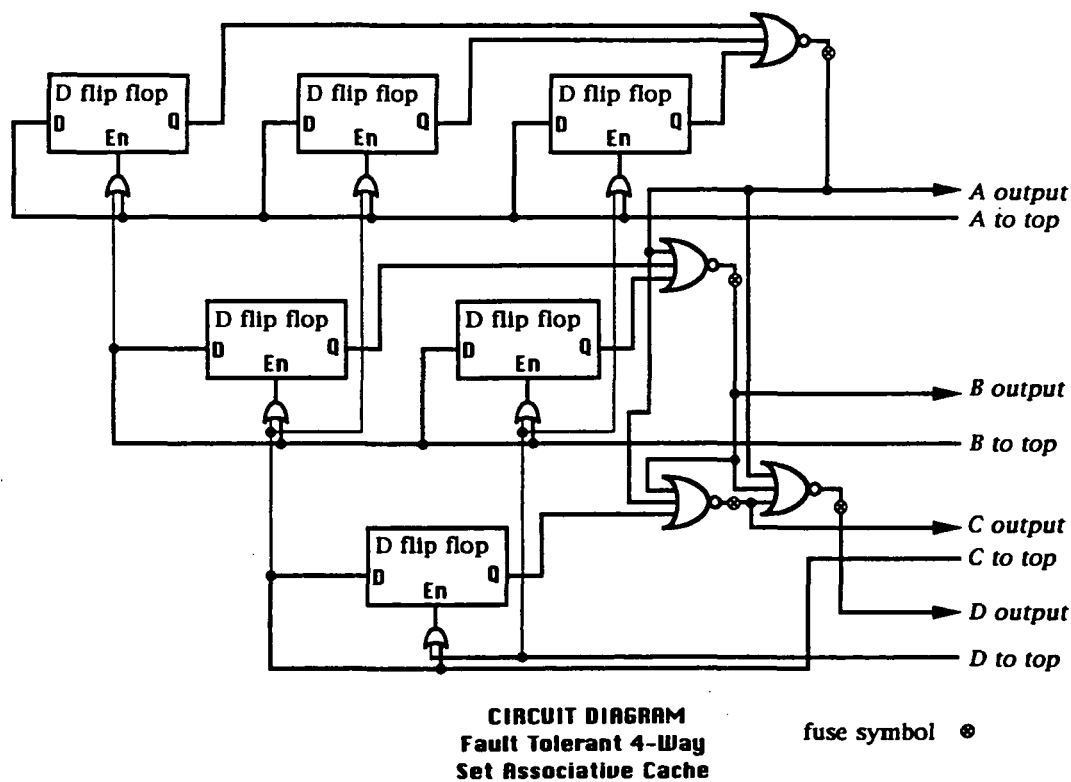 D flip flop
D
Q
En
D flip flop
D
Q
En
D flip flop
D
Q
En
A output
A to top
D flip flop
D
Q
En
D flip flop
D
Q
En
B output
B to top
D flip flop
D
Q
En
C output
C to top
D output
D to top
CIRCUIT DIAGRAM
Fault Tolerant 4-Way
Set Associative Cache
fuse symbol